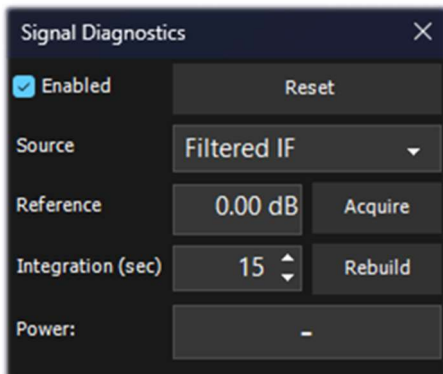 Signal Diagnostics
Enabled Reset
Source Filtered IF
Reference 0.00 dB Acquire
Integration (sec) 15 Rebuild
Power: -